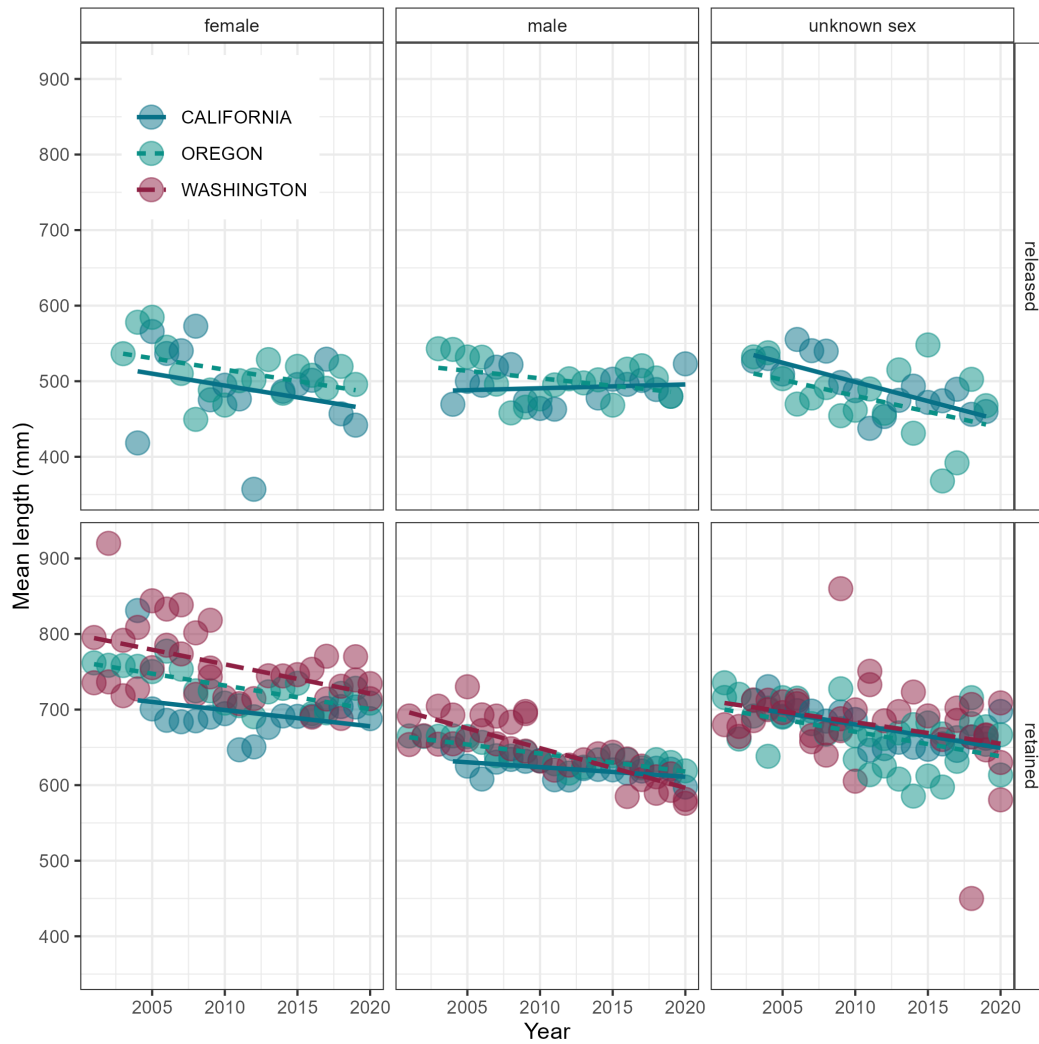 female male unknown sex
900
800
700
600
500
400
CALIFORNIA
OREGON
WASHINGTON
released
Mean length (mm)
900
800
700
600
500
400
retained
2005 2010 2015 2020 2005 2010 2015 2020 2005 2010 2015 2020
Year